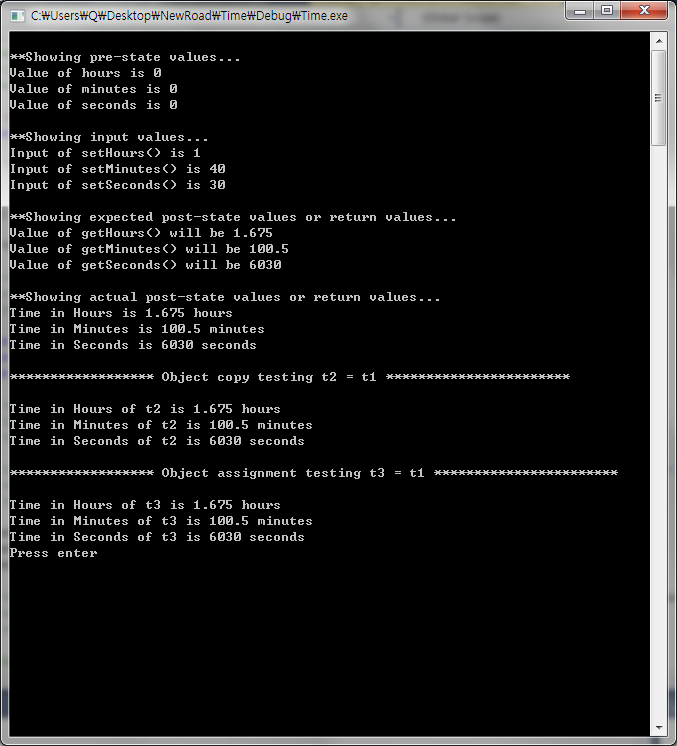 C:₩Users₩Q₩Desktop₩NewRoad₩Time₩Debug₩Time.exe
**Showing pre-state values...
Value of hours is 0
Value of minutes is 0
Value of seconds is 0
**Showing input values...
Input of setHours() is 1
Input of setMinutes() is 40
Input of setSeconds() is 30
**Showing expected post-state values or return values...
Value of getHours() will be 1.675
Value of getMinutes() will be 100.5
Value of getSeconds() will be 6030
**Showing actual post-state values or return values...
Time in Hours is 1.675 hours
Time in Minutes is 100.5 minutes
Time in Seconds is 6030 seconds
****************** Object copy testing t2 = t1 ***********************
Time in Hours of t2 is 1.675 hours
Time in Minutes of t2 is 100.5 minutes
Time in Seconds of t2 is 6030 seconds
****************** Object assignment testing t3 = t1 ***********************
Time in Hours of t3 is 1.675 hours
Time in Minutes of t3 is 100.5 minutes
Time in Seconds of t3 is 6030 seconds
Press enter